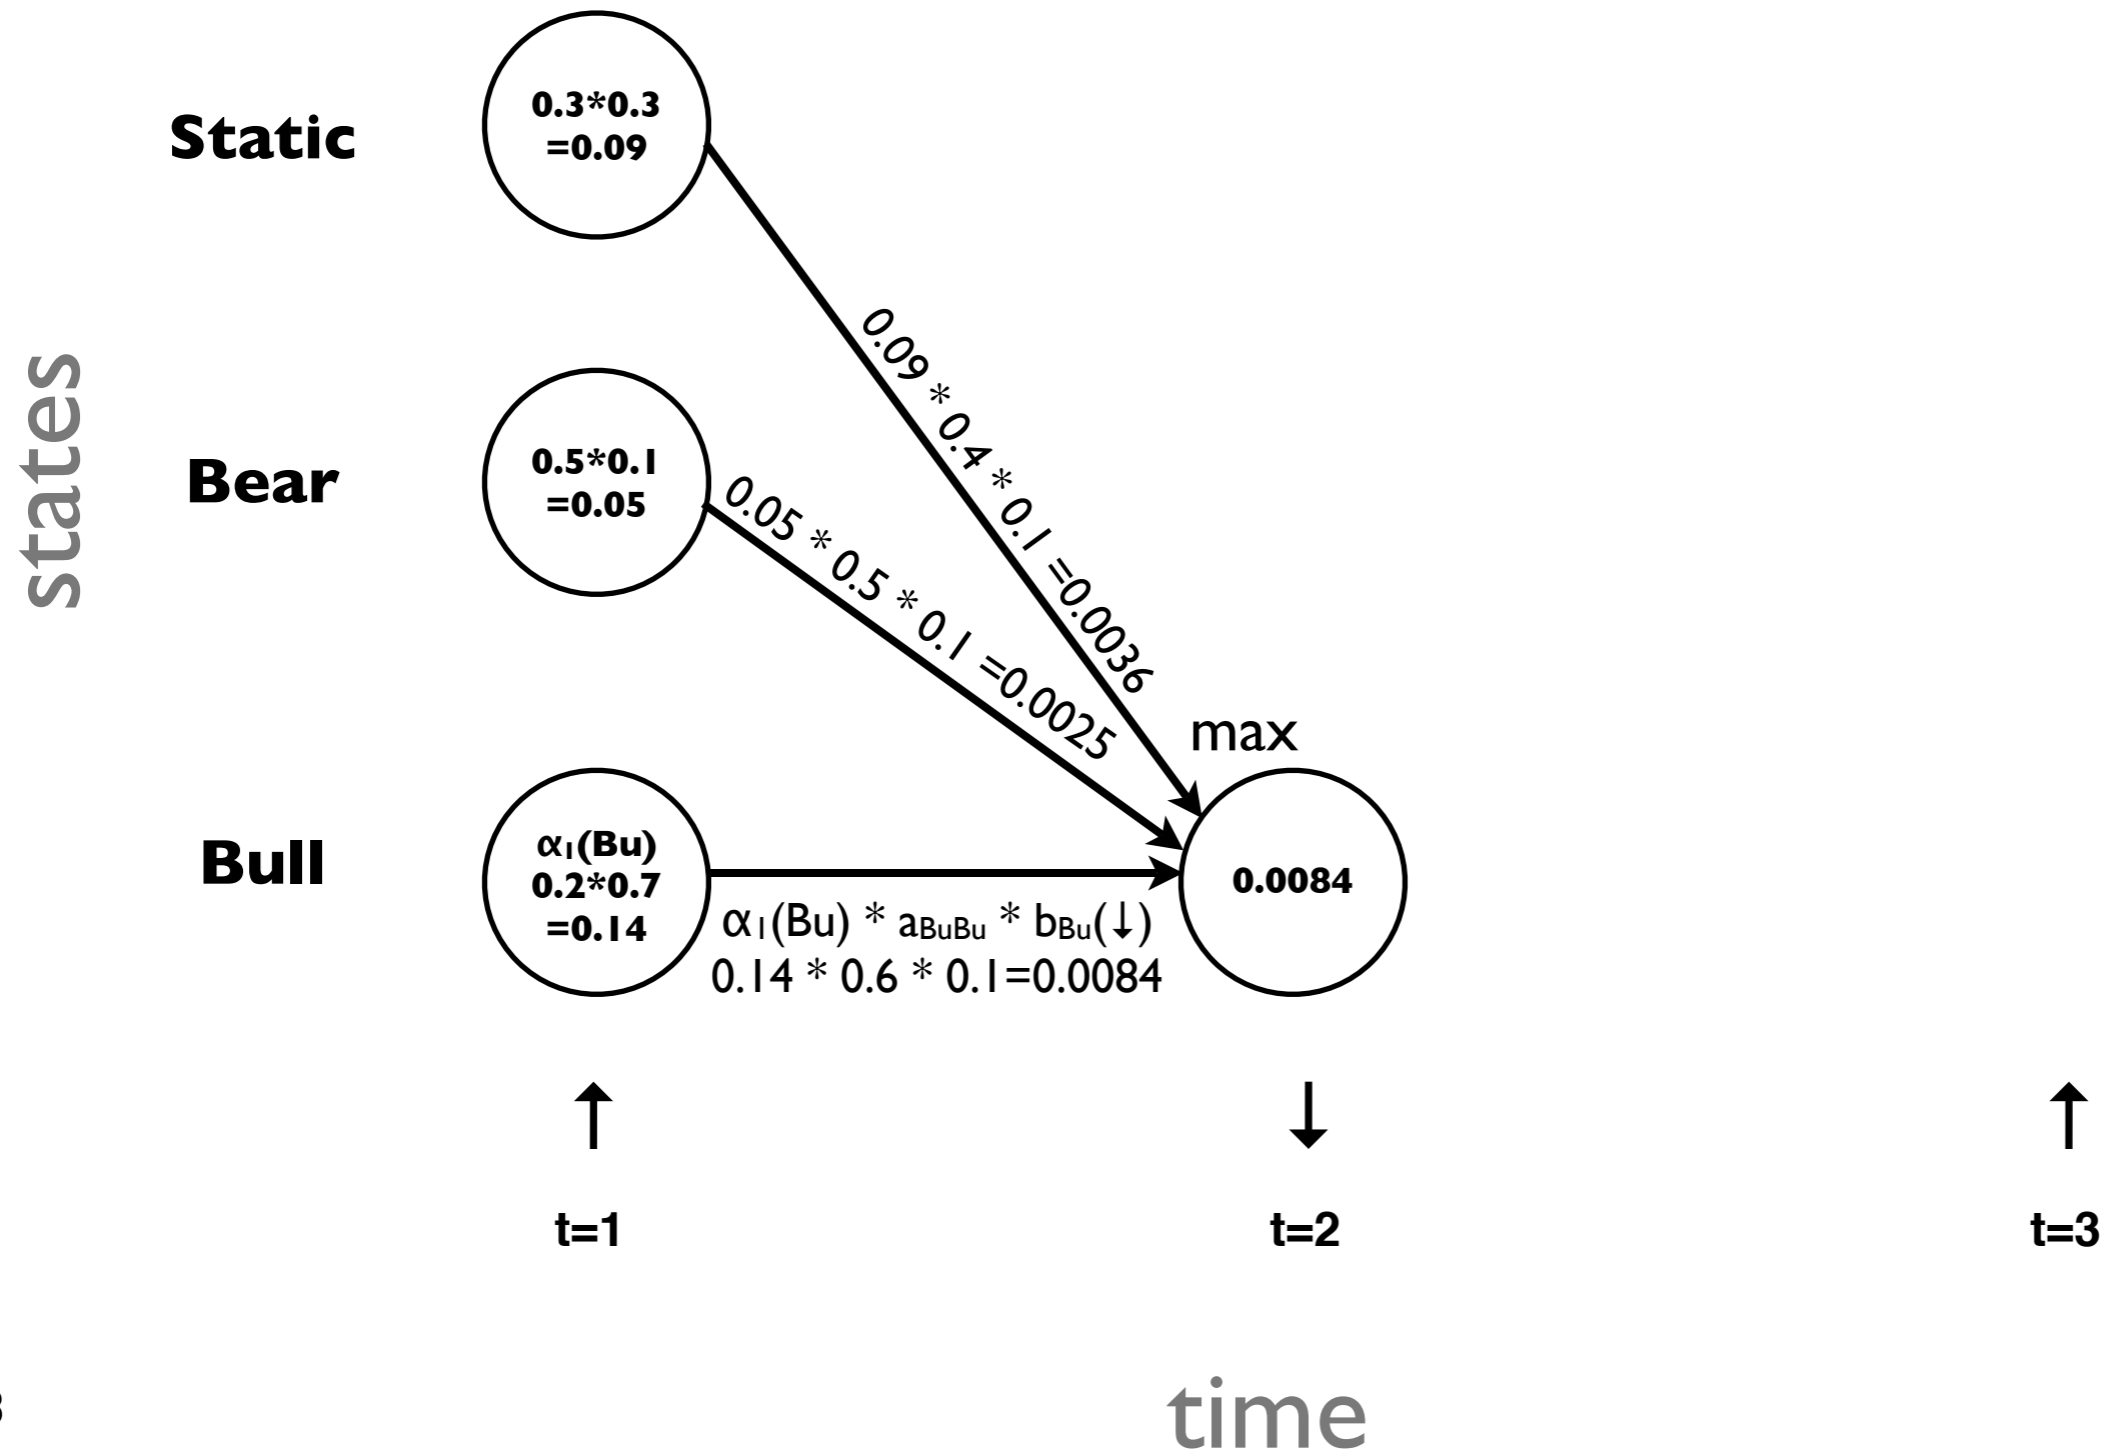 states
Static
0.3*0.3
=0.09
0.09 * 0.4 * 0.1 =0.0036
Bear
0.5*0.1
=0.05
0.05 * 0.5 * 0.1 =0.0025
max
Bull
α₁(Bu)
0.2*0.7
=0.14
α₁(Bu) * aBuBu * bBu(↓)
0.14 * 0.6 * 0.1=0.0084
0.0084
↑ ↓ ↑
t=1 t=2 t=3
time